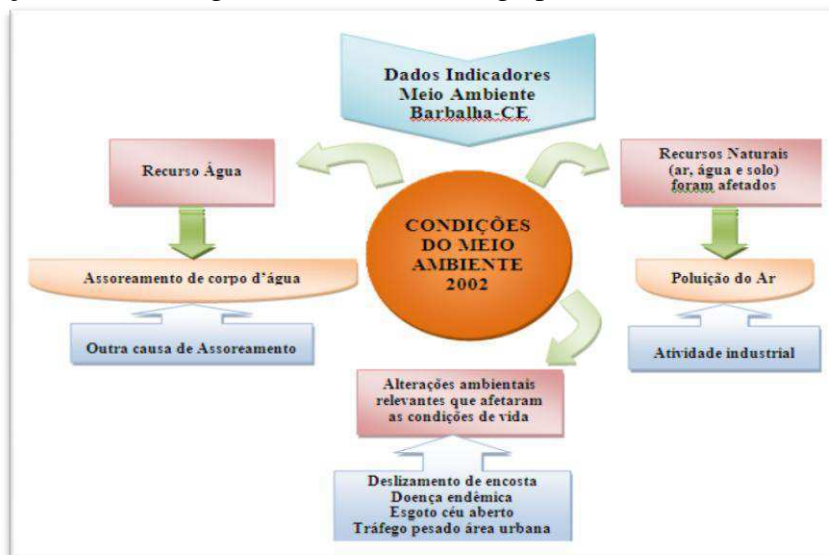 Dados Indicadores
Meio Ambiente
Barbalha-CE
Recurso Água
Recursos Naturais
(ar, água e solo)
foram afetados
CONDIÇÕES
DO MEIO
AMBIENTE
2002
Assoreamento de corpo d'água
Poluição do Ar
Outra causa de Assoreamento
Atividade industrial
Alterações ambientais
relevantes que afetaram
as condições de vida
Deslizamento de encosta
Doença endêmica
Esgoto céu aberto
Tráfego pesado área urbana